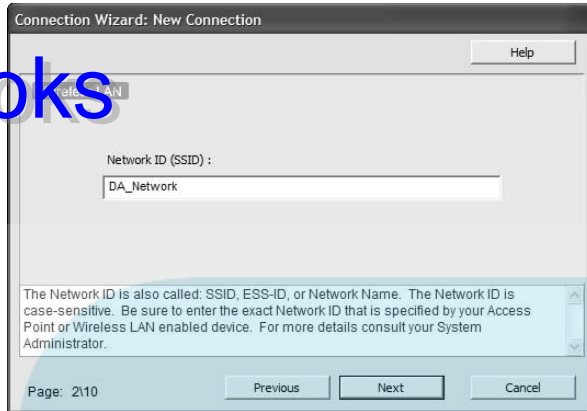 Connection Wizard: New Connection
Help
oks
Network ID (SSID) :
DA_Network
The Network ID is also called: SSID, ESS-ID, or Network Name. The Network ID is
case-sensitive. Be sure to enter the exact Network ID that is specified by your Access
Point or Wireless LAN enabled device. For more details consult your System
Administrator.
Page: 2\10
Previous
Next
Cancel